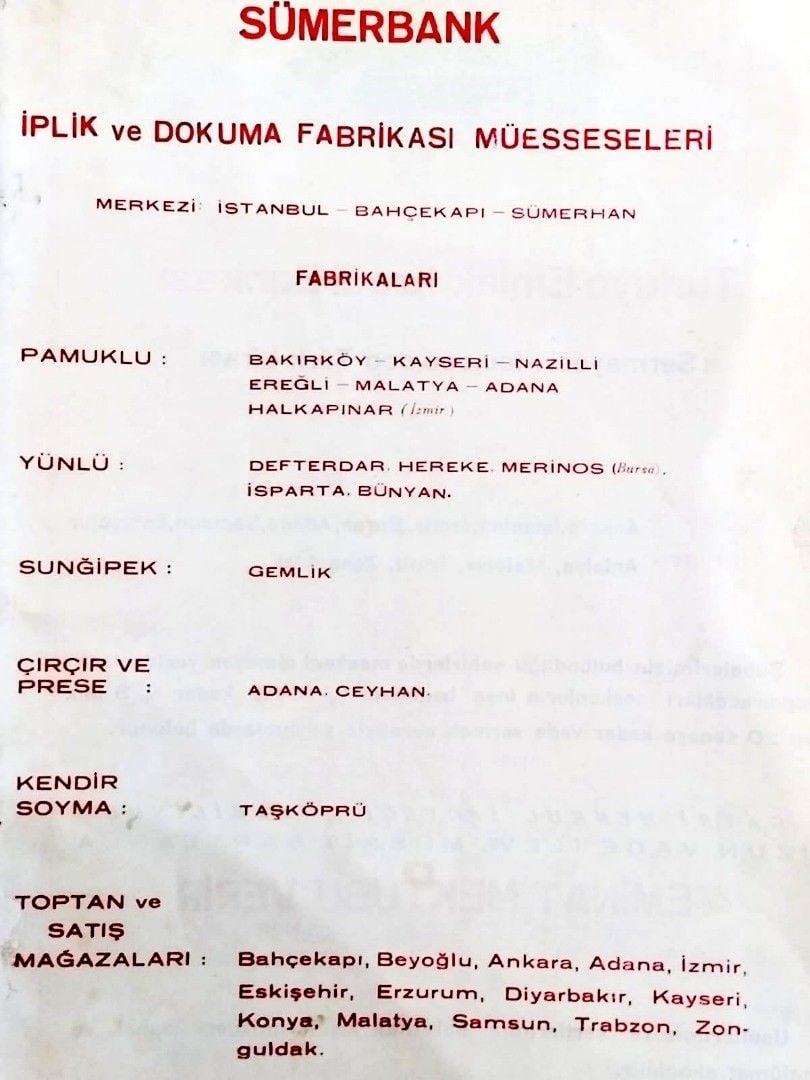 SÜMERBANK
İPLİK ve DOKUMA FABRİKASI MÜESSESELERİ
MERKEZİ: İSTANBUL – BAHÇEKAPI – SÜMERHAN
FABRİKALARI
PAMUKLU : BAKIRKÖY – KAYSERİ – NAZİLLİ
EREĞLİ – MALATYA – ADANA
HALKAPINAR (İzmir)
YÜNLÜ : DEFTERDAR, HEREKE, MERINOS (Bursa),
İSPARTA, BÜNYAN.
SUNĞİPEK : GEMLİK
ÇIRÇIR VE
PRESE : ADANA, CEYHAN.
KENDİR
SOYMA : TAŞKÖPRÜ
TOPTAN ve
SATIŞ
MAĞAZALARI : Bahçekapı, Beyoğlu, Ankara, Adana, İzmir,
Eskişehir, Erzurum, Diyarbakır, Kayseri,
Konya, Malatya, Samsun, Trabzon, Zon-
guldak.